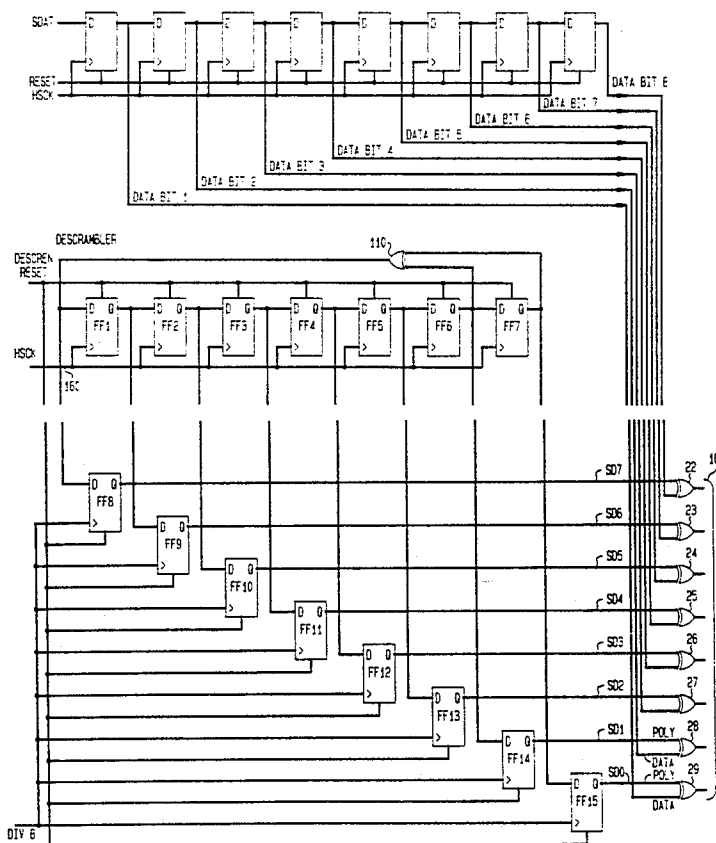 SDAT
D
D
D
D
D
D
D
D
RESET
HSCK
DATA BIT 8
DATA BIT 7
DATA BIT 6
DATA BIT 5
DATA BIT 4
DATA BIT 3
DATA BIT 2
DATA BIT 1
DESCRAMBLER
110
DESCREN
RESET
D Q
FF1
D Q
FF2
D Q
FF3
D Q
FF4
D Q
FF5
D Q
FF6
D Q
FF7
HSCK
160
D Q
FF8
SD7
22
D Q
FF9
SD6
23
D Q
FF10
SD5
24
D Q
FF11
SD4
25
D Q
FF12
SD3
26
D Q
FF13
SD2
27
D Q
FF14
SD1
POLY
28
DATA
D Q
FF15
SD0
POLY
29
DATA